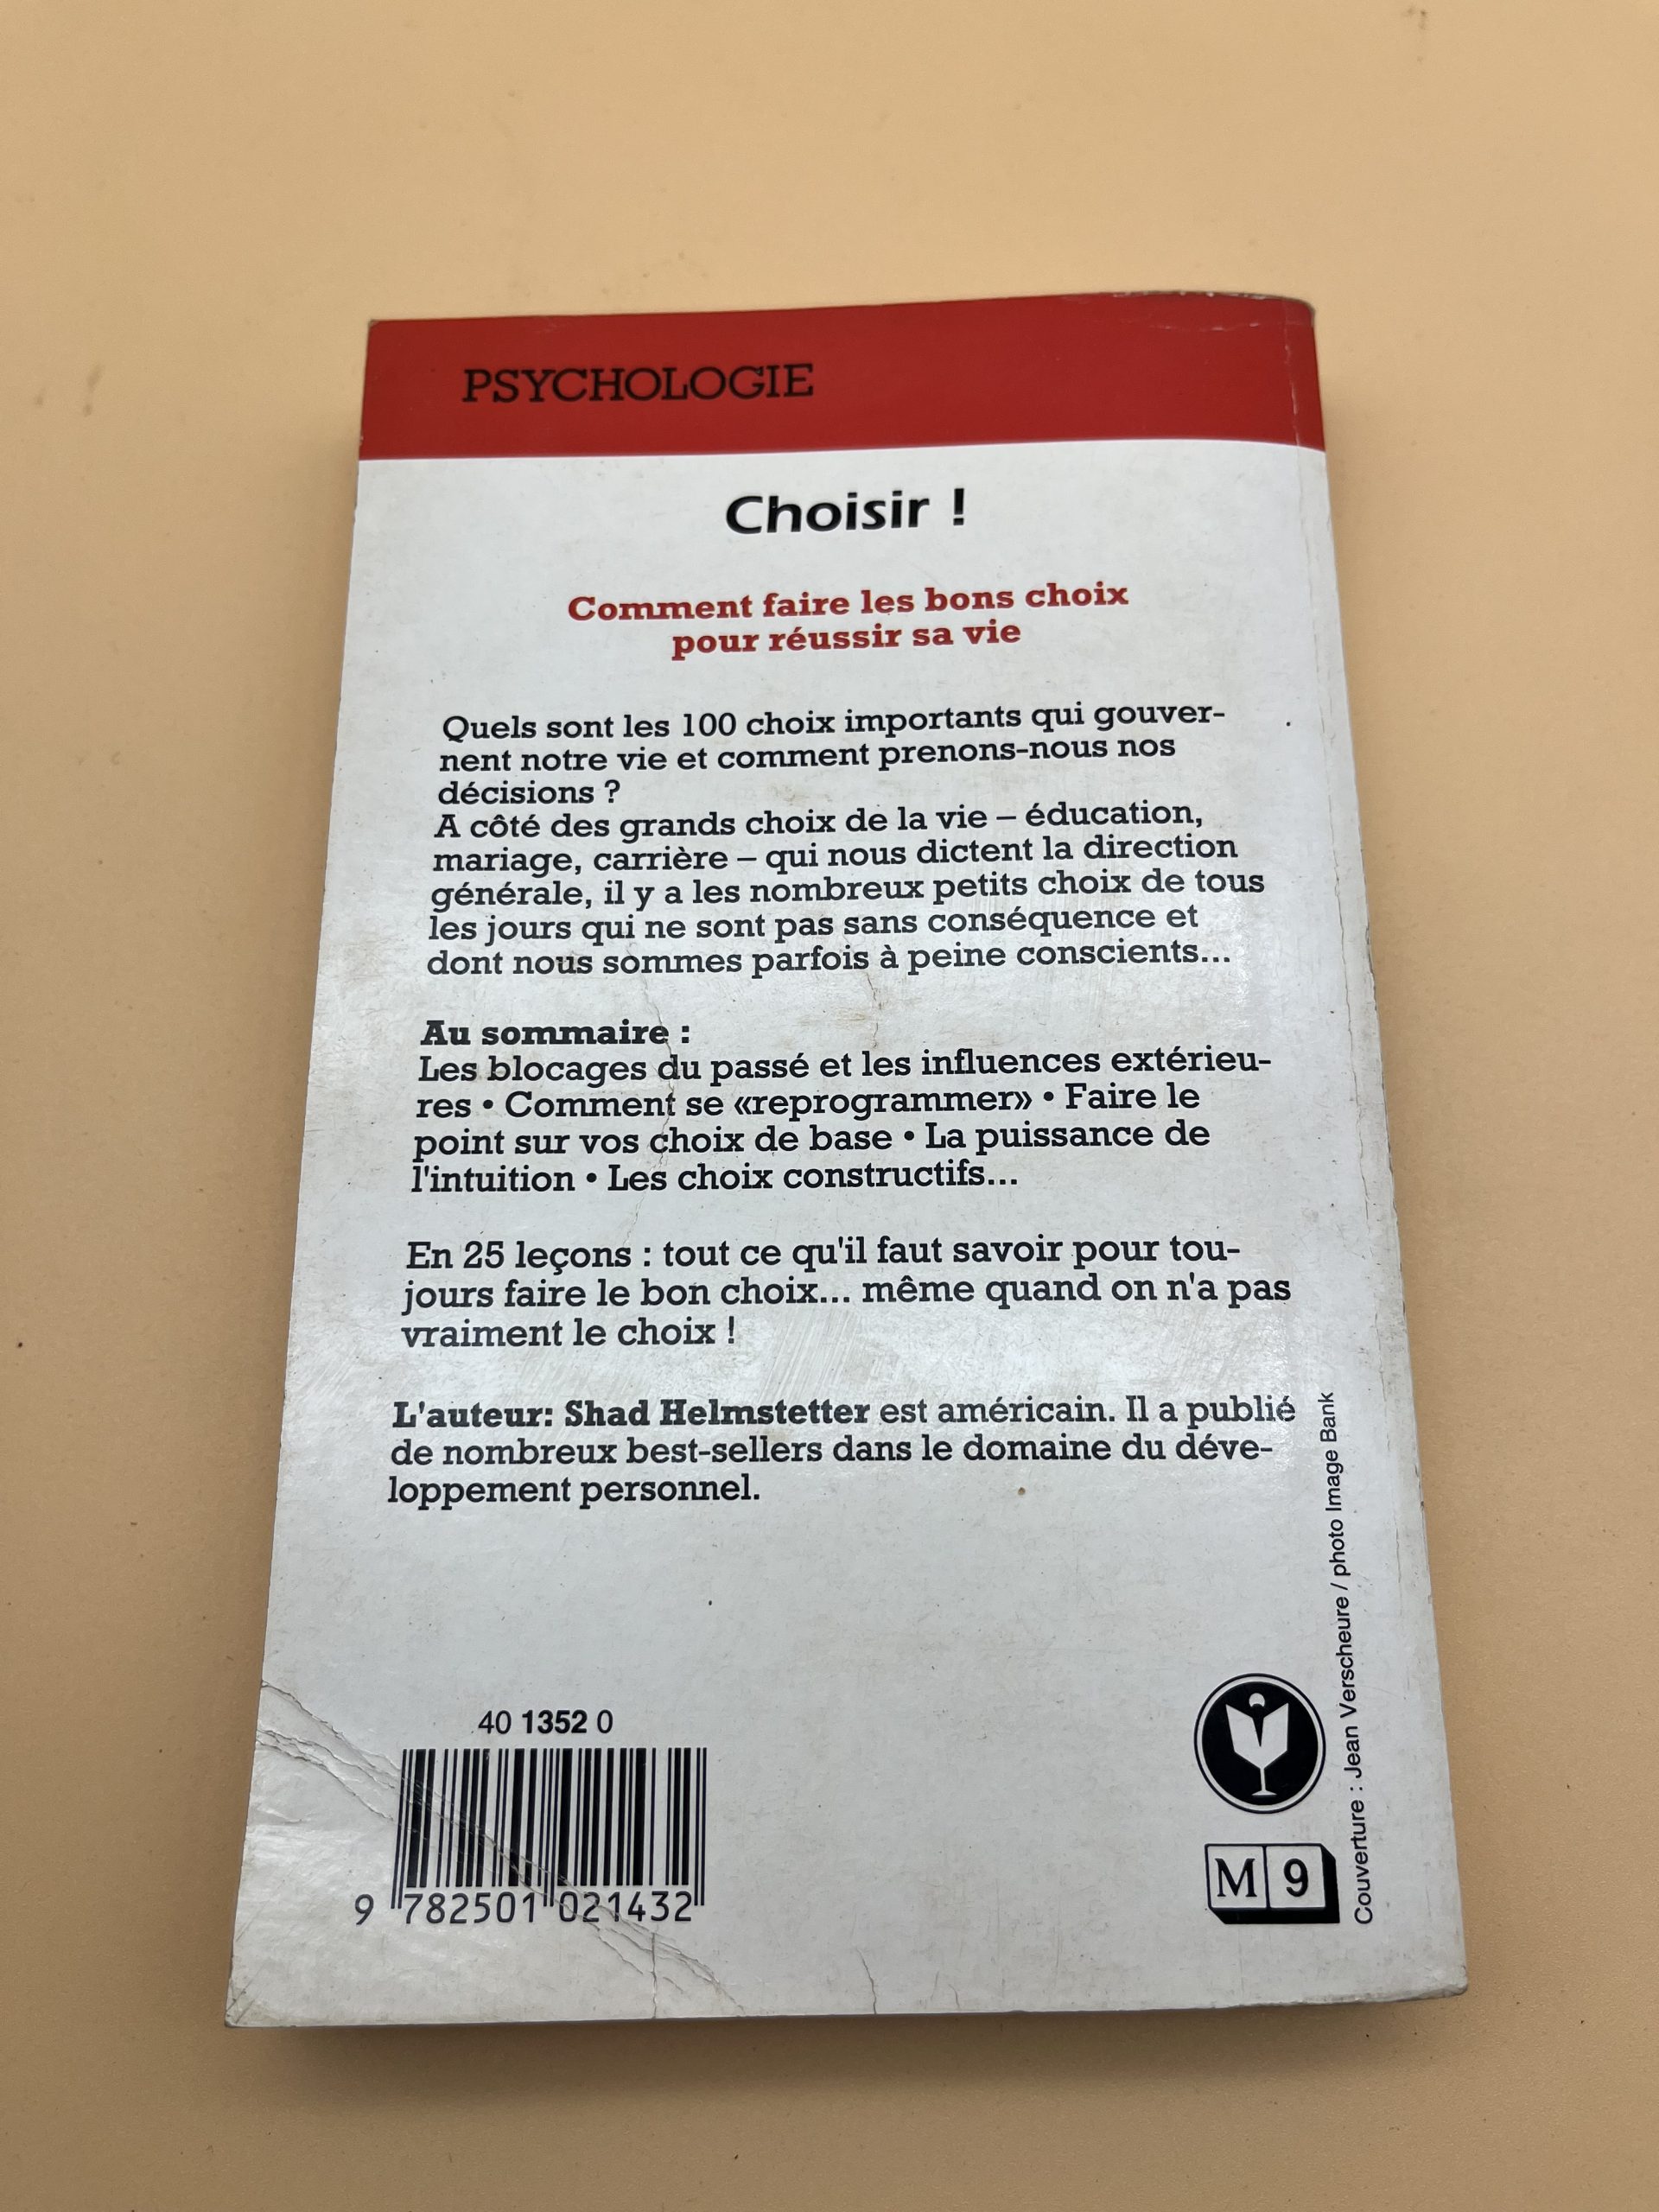 PSYCHOLOGIE
Choisir !
Comment faire les bons choix
pour réussir sa vie
Quels sont les 100 choix importants qui gouver-
nent notre vie et comment prenons-nous nos
décisions ?
A côté des grands choix de la vie – éducation,
mariage, carrière – qui nous dictent la direction
générale, il y a les nombreux petits choix de tous
les jours qui ne sont pas sans conséquence et
dont nous sommes parfois à peine conscients...
Au sommaire :
Les blocages du passé et les influences extérieu-
res • Comment se «reprogrammer» • Faire le
point sur vos choix de base • La puissance de
l'intuition • Les choix constructifs...
En 25 leçons : tout ce qu'il faut savoir pour tou-
jours faire le bon choix... même quand on n'a pas
vraiment le choix !
L'auteur: Shad Helmstetter est américain. Il a publié
de nombreux best-sellers dans le domaine du déve-
loppement personnel.
40 1352 0
9 782501 021432
M 9
Couverture : Jean Verscheure / photo Image Bank